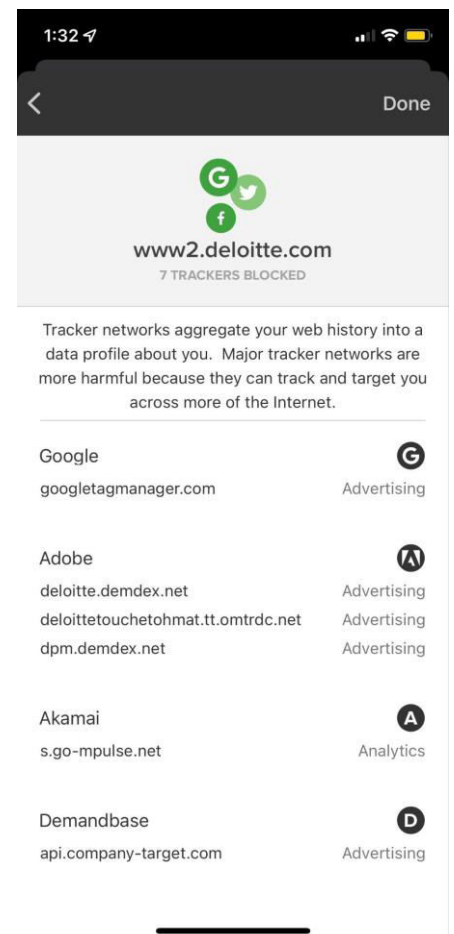 1:32
Done
G
f
www2.deloitte.com
7 TRACKERS BLOCKED
Tracker networks aggregate your web history into a
data profile about you. Major tracker networks are
more harmful because they can track and target you
across more of the Internet.
Google G
googletagmanager.com Advertising
Adobe
deloitte.demdex.net Advertising
deloittetouchetohmat.tt.omtrdc.net Advertising
dpm.demdex.net Advertising
Akamai A
s.go-mpulse.net Analytics
Demandbase D
api.company-target.com Advertising